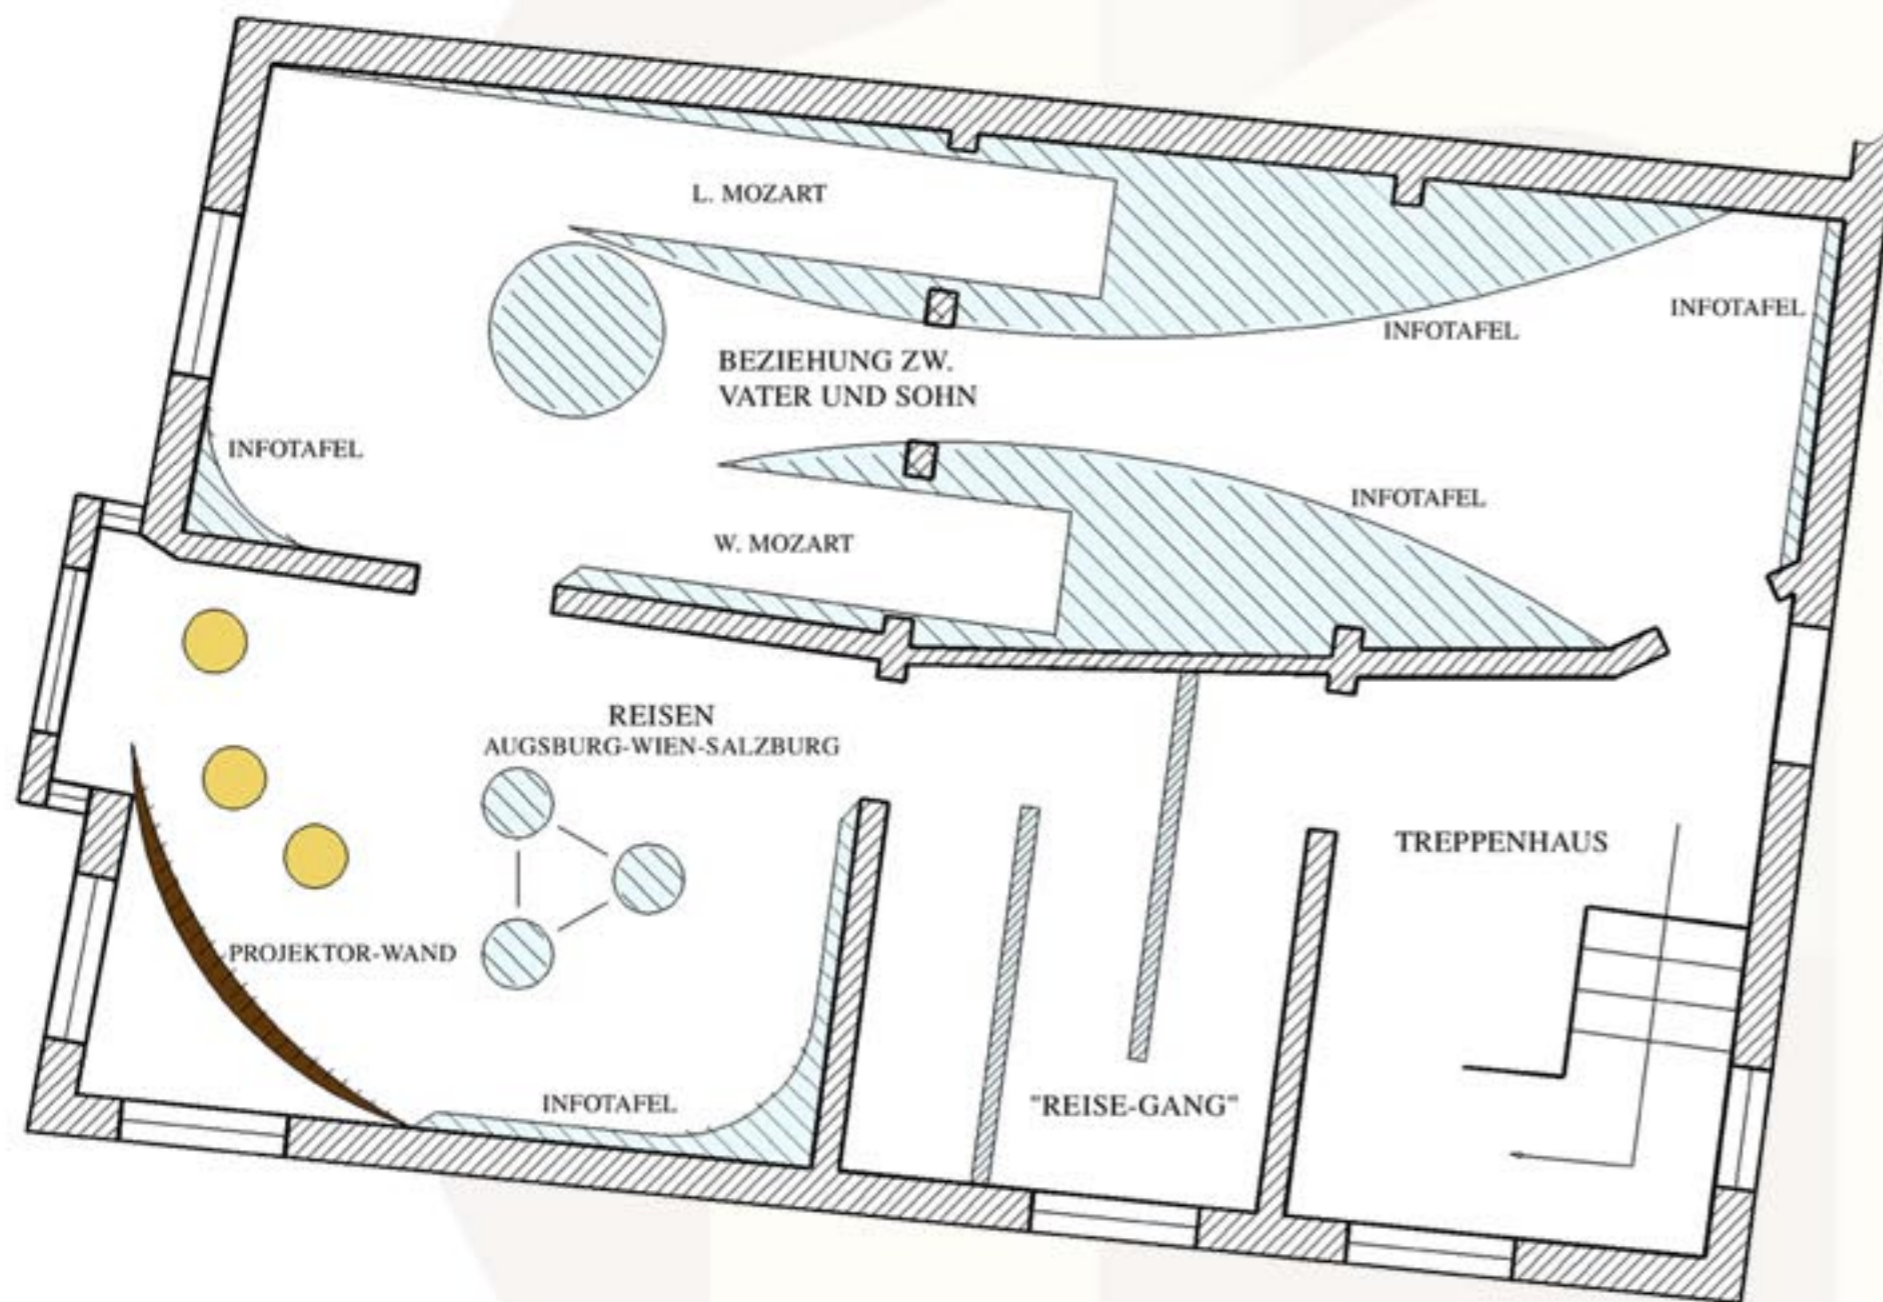 L. MOZART
INFOTAFEL
INFOTAFEL
BEZIEHUNG ZW.
VATER UND SOHN
INFOTAFEL
INFOTAFEL
W. MOZART
REISEN
AUGSBURG-WIEN-SALZBURG
TREPPENHAUS
PROJEKTOR-WAND
INFOTAFEL
"REISE-GANG"